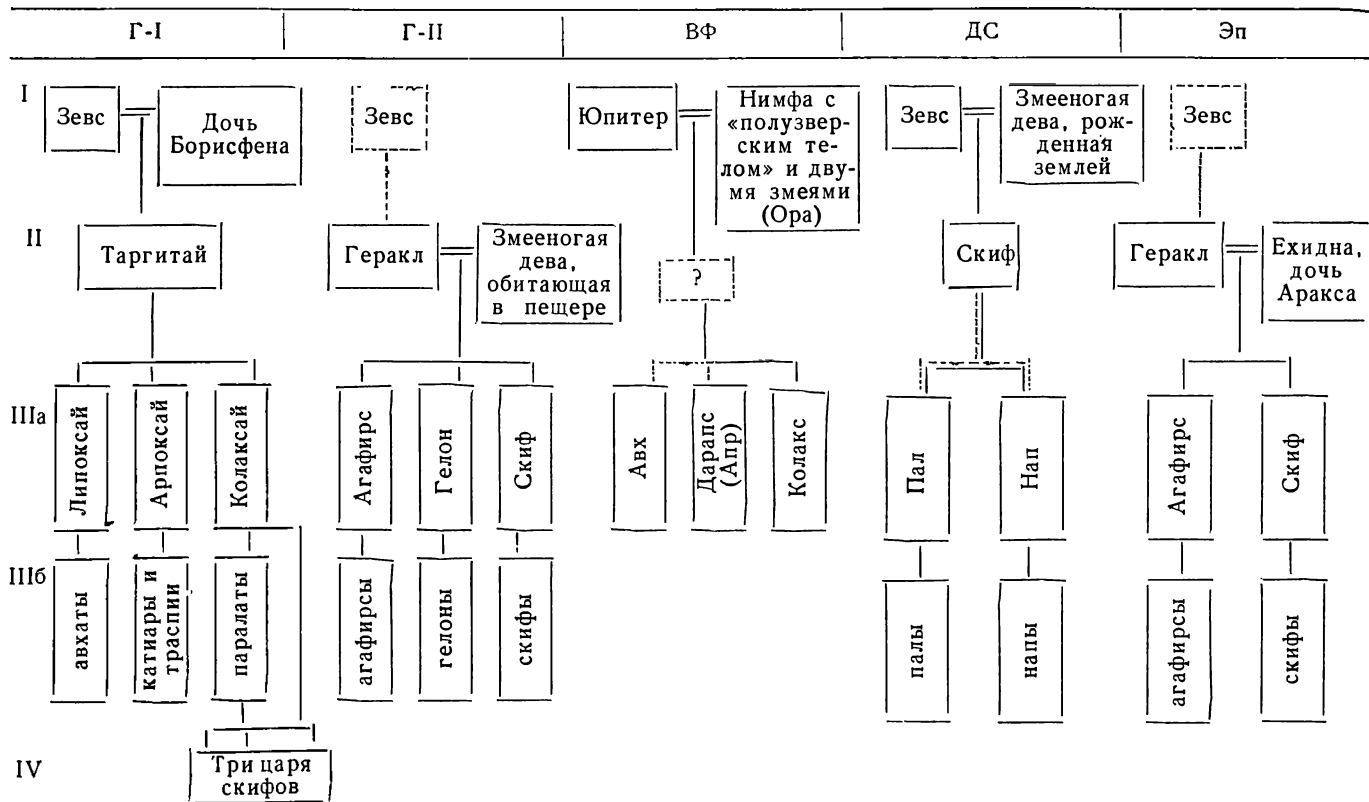 Г-I
Г-II
ВФ
ДС
Эп
I
Зевс
Дочь
Борисфена
Зевс
Юпитер
Нимфа с
«полузвер-
ским те-
лом» и дву-
мя змеями
(Ора)
Зевс
Змееногая
дева, рож-
денная
землей
Зевс
II
Таргитай
Геракл
Змееногая
дева,
обитающая
в пещере
?
Скиф
Геракл
Ехидна,
дочь
Аракса
IIIа
Липоксай
Арпоксай
Колаксай
Агафирс
Гелон
Скиф
Авх
Дарапс
(Апр)
Колакс
Пал
Нап
Агафирс
Скиф
IIIб
авхаты
катиары и
траспии
паралаты
агафирсы
гелоны
скифы
палы
напы
агафирсы
скифы
IV
Три царя
скифов